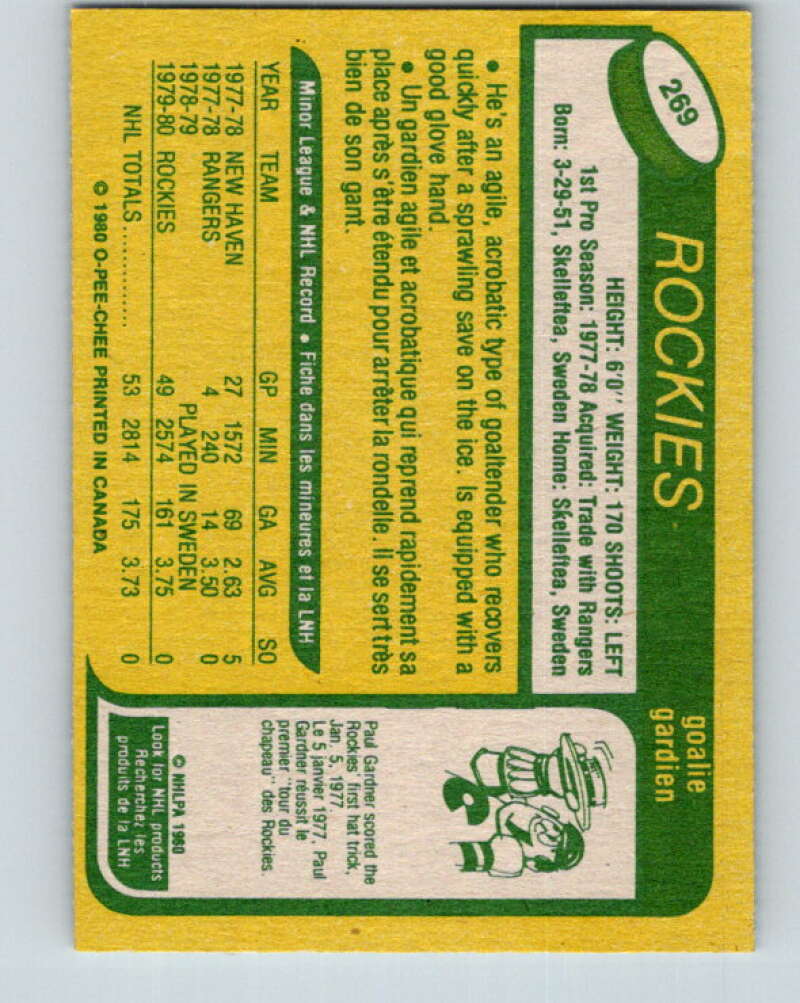 269
ROCKIES
goalie
gardien
HEIGHT: 6'0'' WEIGHT: 170 SHOOTS: LEFT
1st Pro Season: 1977-78 Acquired: Trade with Rangers
Born: 3-29-51, Skelleftea, Sweden Home: Skelleftea, Sweden
• He's an agile, acrobatic type of goaltender who recovers
quickly after a sprawling save on the ice. Is equipped with a
good glove hand.
• Un gardien agile et acrobatique qui reprend rapidement sa
place après s'être étendu pour arrêter la rondelle. Il se sert très
bien de son gant.
Minor League & NHL Record • Fiche dans les mineures et la LNH
YEAR TEAM GP MIN GA AVG SO
1977-78 NEW HAVEN 27 1572 69 2.63 5
1977-78 RANGERS 4 240 14 3.50 0
1978-79 PLAYED IN SWEDEN
1979-80 ROCKIES 49 2574 161 3.75 0
NHL TOTALS.............. 53 2814 175 3.73 0
© 1980 O-PEE-CHEE PRINTED IN CANADA
Paul Gardner scored the
Rockies' first hat trick,
Jan. 5, 1977.
Le 5 janvier 1977, Paul
Gardner réussit le
premier "tour du
chapeau" des Rockies
© NHLPA 1980
Look for NHL products
Recherchez les
produits de la LNH